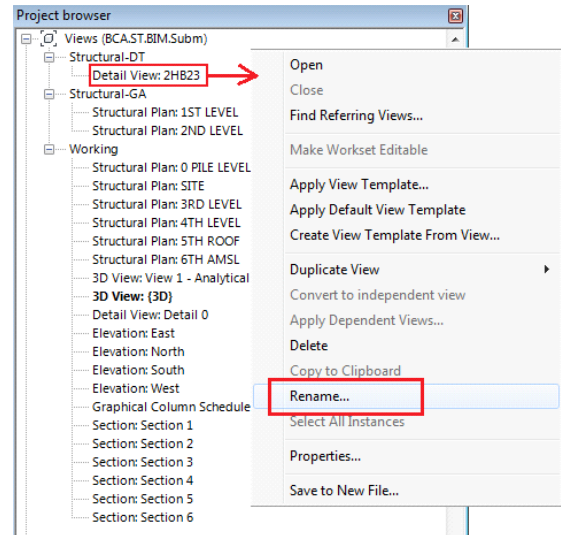 Project browser
Views (BCA.ST.BIM.Subm)
Structural-DT
Detail View: 2HB23
Structural-GA
Structural Plan: 1ST LEVEL
Structural Plan: 2ND LEVEL
Working
Structural Plan: 0 PILE LEVEL
Structural Plan: SITE
Structural Plan: 3RD LEVEL
Structural Plan: 4TH LEVEL
Structural Plan: 5TH ROOF
Structural Plan: 6TH AMSL
3D View: View 1 - Analytical
3D View: {3D}
Detail View: Detail 0
Elevation: East
Elevation: North
Elevation: South
Elevation: West
Graphical Column Schedule
Section: Section 1
Section: Section 2
Section: Section 3
Section: Section 4
Section: Section 5
Section: Section 6
Open
Close
Find Referring Views...
Make Workset Editable
Apply View Template...
Apply Default View Template
Create View Template From View...
Duplicate View
Convert to independent view
Apply Dependent Views...
Delete
Copy to Clipboard
Rename...
Select All Instances
Properties...
Save to New File...